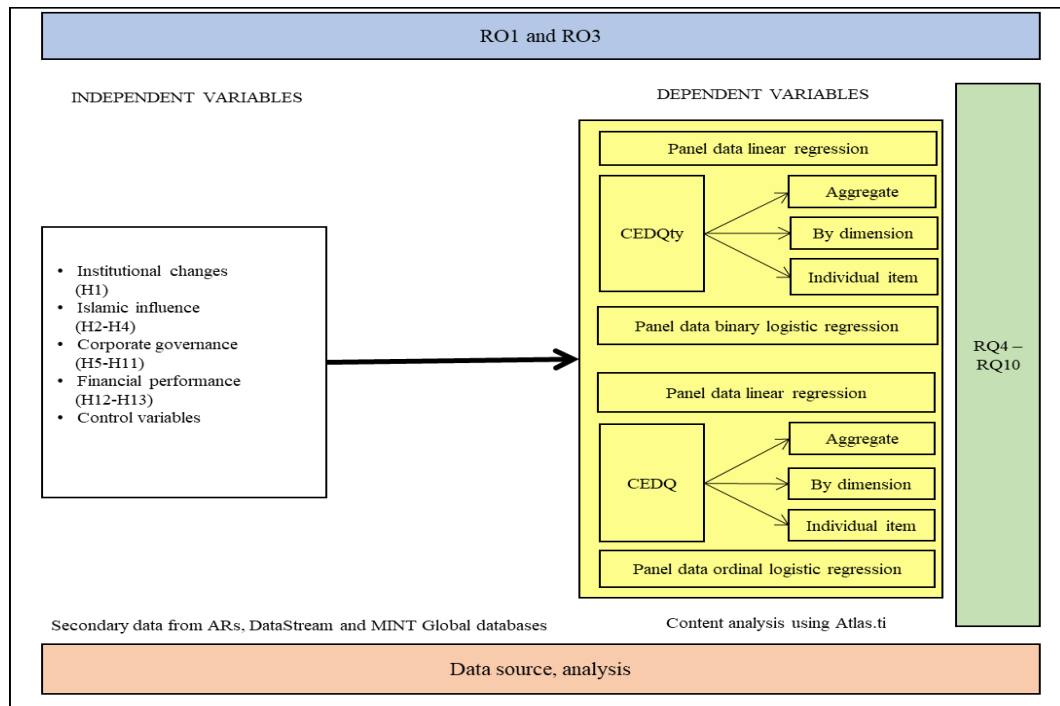 RO1 and RO3
INDEPENDENT VARIABLES
DEPENDENT VARIABLES
• Institutional changes
(H1)
• Islamic influence
(H2-H4)
• Corporate governance
(H5-H11)
• Financial performance
(H12-H13)
• Control variables
Panel data linear regression
CEDQty
Aggregate
By dimension
Individual item
Panel data binary logistic regression
Panel data linear regression
CEDQ
Aggregate
By dimension
Individual item
Panel data ordinal logistic regression
RQ4 –
RQ10
Secondary data from ARs, DataStream and MINT Global databases
Content analysis using Atlas.ti
Data source, analysis